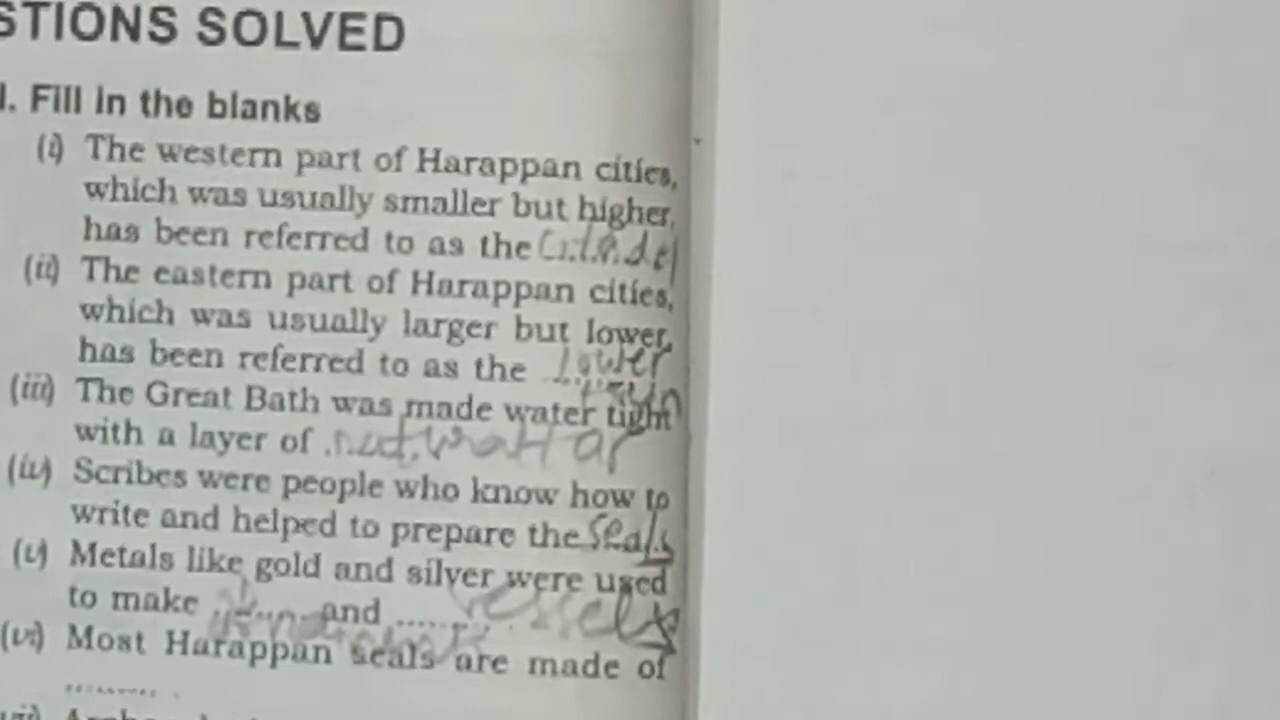 STIONS SOLVED
I. Fill in the blanks
(i) The western part of Harappan cities,
which was usually smaller but higher,
has been referred to as the Citadel
(ii) The eastern part of Harappan cities,
which was usually larger but lower,
has been referred to as the lower
(iii) The Great Bath was made water tight
with a layer of
(iv) Scribes were people who know how to
write and helped to prepare the seals
(v) Metals like gold and silver were used
to make ........ and ........ vessels
(vi) Most Harappan seals are made of
..........